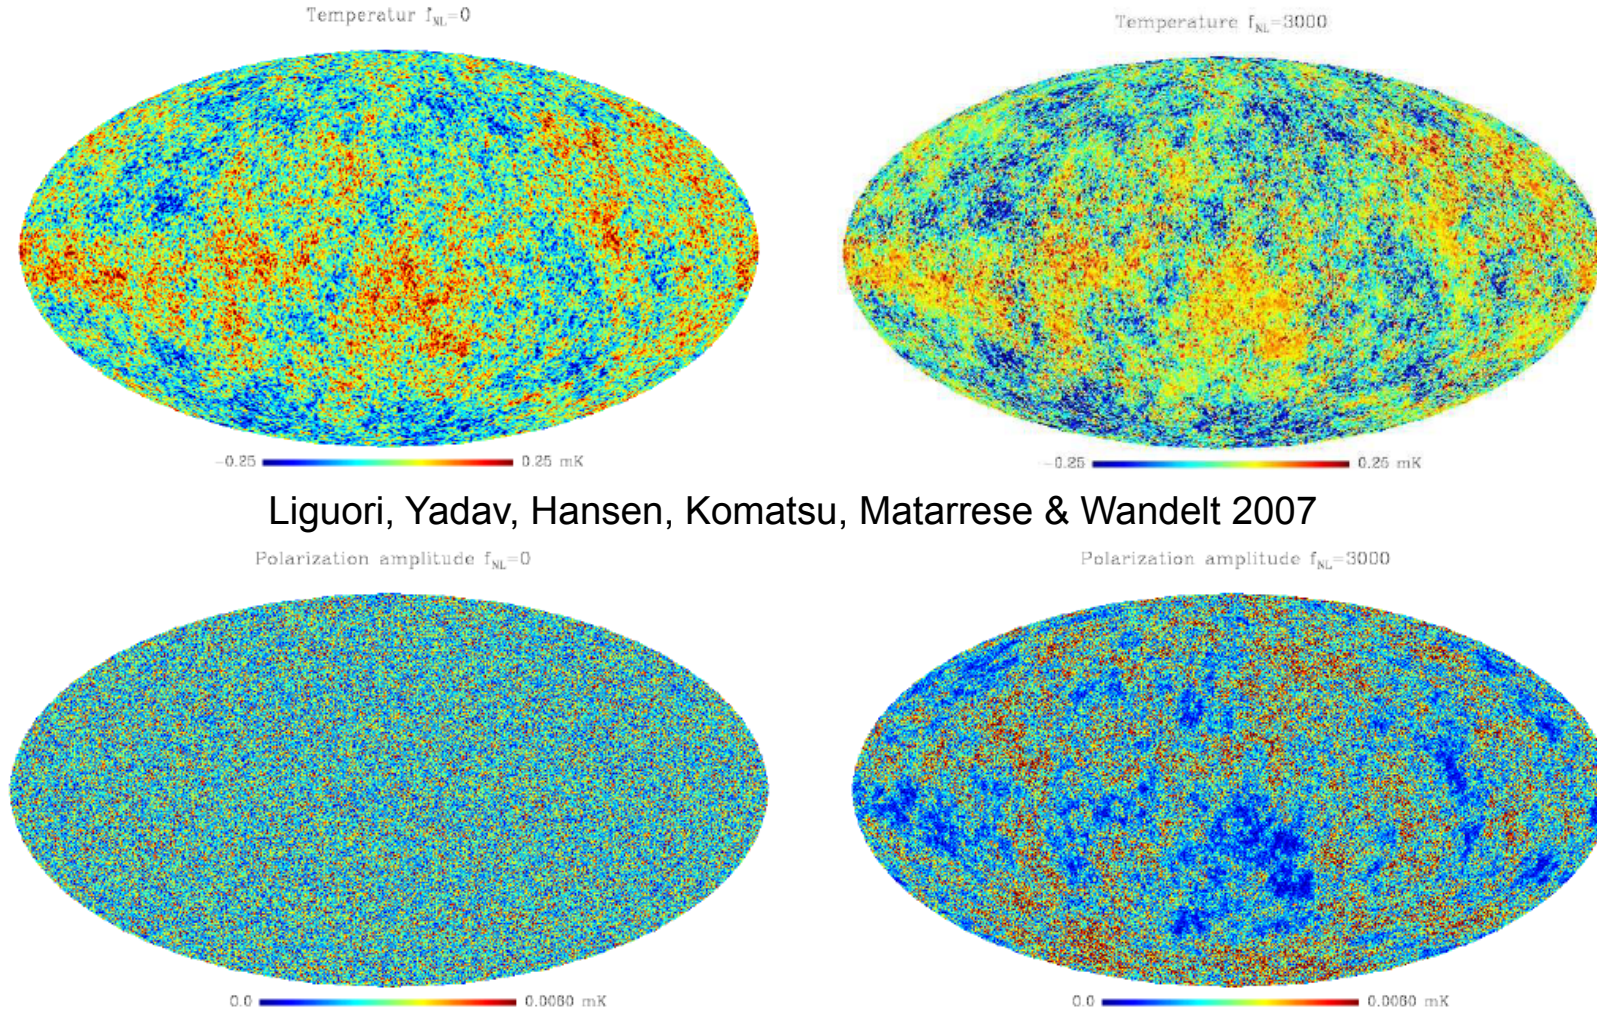 Temperatur f_NL=0
Temperature f_NL=3000
-0.25 0.25 mK
-0.25 0.25 mK
Liguori, Yadav, Hansen, Komatsu, Matarrese & Wandelt 2007
Polarization amplitude f_NL=0
Polarization amplitude f_NL=3000
0.0 0.0060 mK
0.0 0.0060 mK